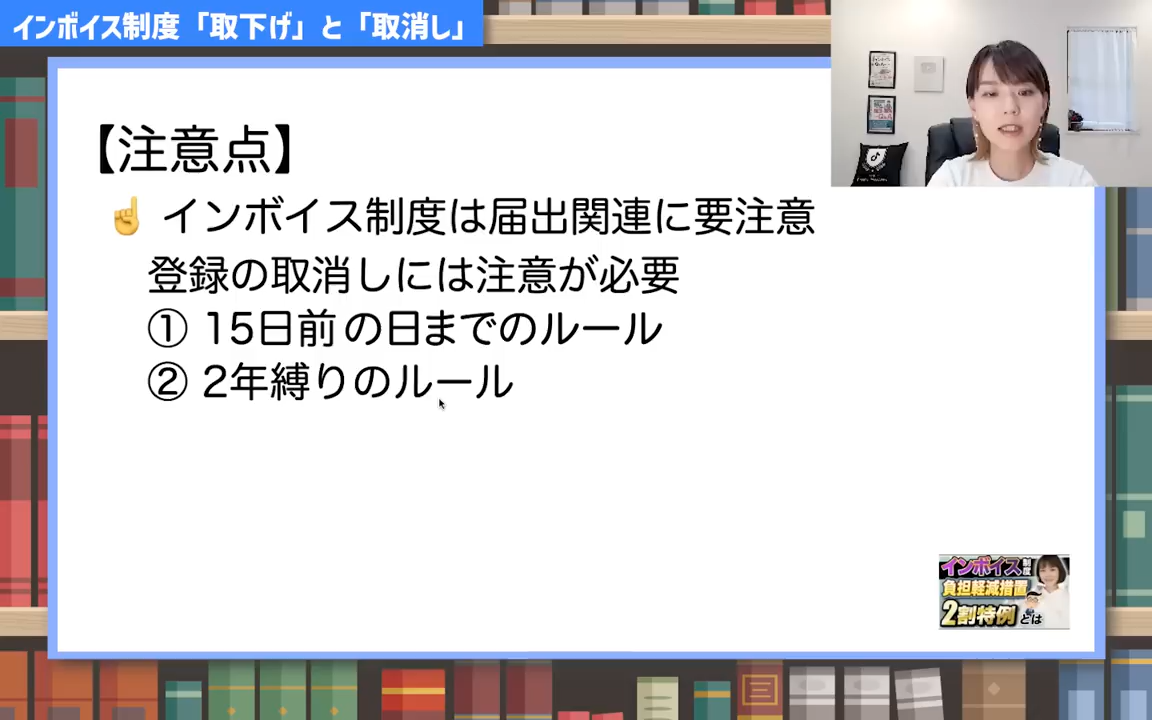 インボイス制度「取下げ」と「取消し」
【注意点】
☝ インボイス制度は届出関連に要注意
登録の取消しには注意が必要
① 15日前の日までのルール
② 2年縛りのルール
インボイス制度
負担軽減措置
2割特例とは